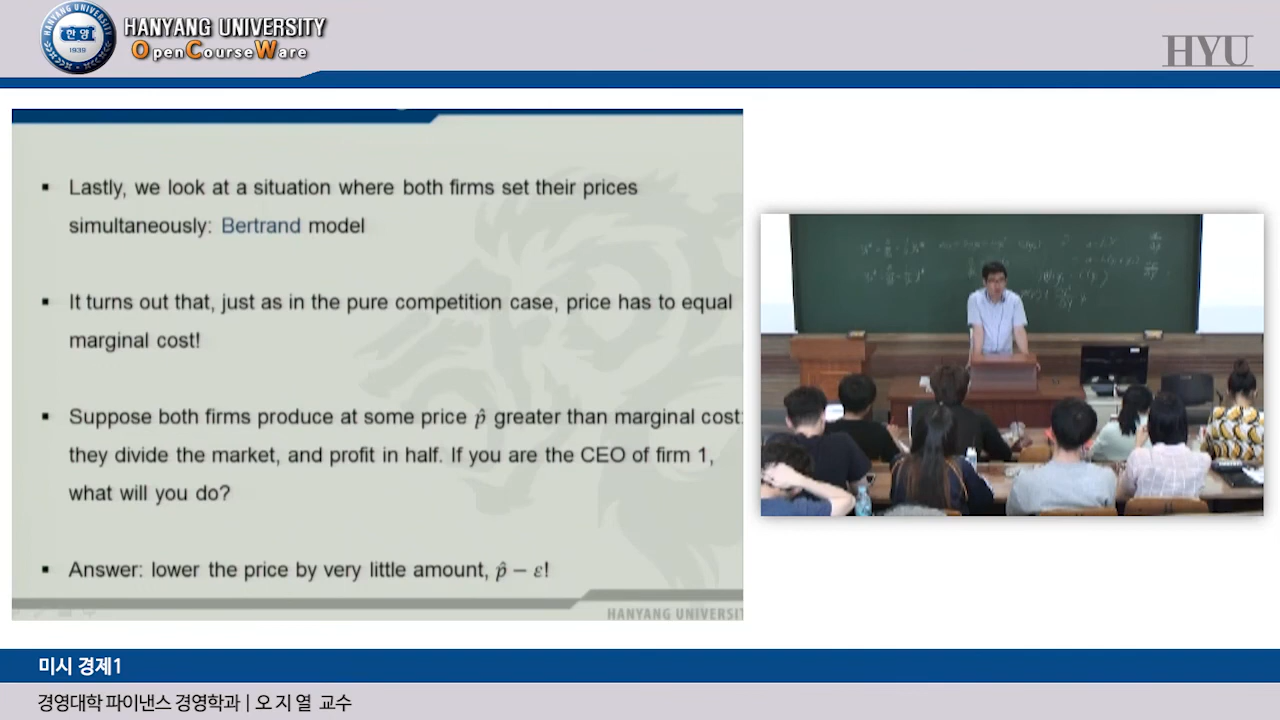 HANYANG UNIVERSITY
OpenCourseWare
HANYANG UNIVERSITY
한양
1939
HYU
▪ Lastly, we look at a situation where both firms set their prices
simultaneously: Bertrand model
▪ It turns out that, just as in the pure competition case, price has to equal
marginal cost!
▪ Suppose both firms produce at some price p̂ greater than marginal cost:
they divide the market, and profit in half. If you are the CEO of firm 1,
what will you do?
▪ Answer: lower the price by very little amount, p̂ − ε!
HANYANG UNIVERSIT
미시 경제1
경영대학 파이낸스 경영학과 | 오 지 열 교수